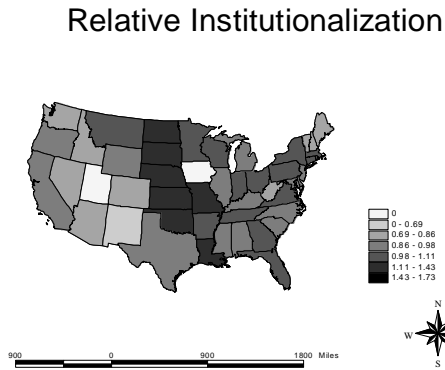 Relative Institutionalization
0
0 - 0.69
0.69 - 0.86
0.86 - 0.98
0.98 - 1.11
1.11 - 1.43
1.43 - 1.73
N
W
S
900 0 900 1800 Miles